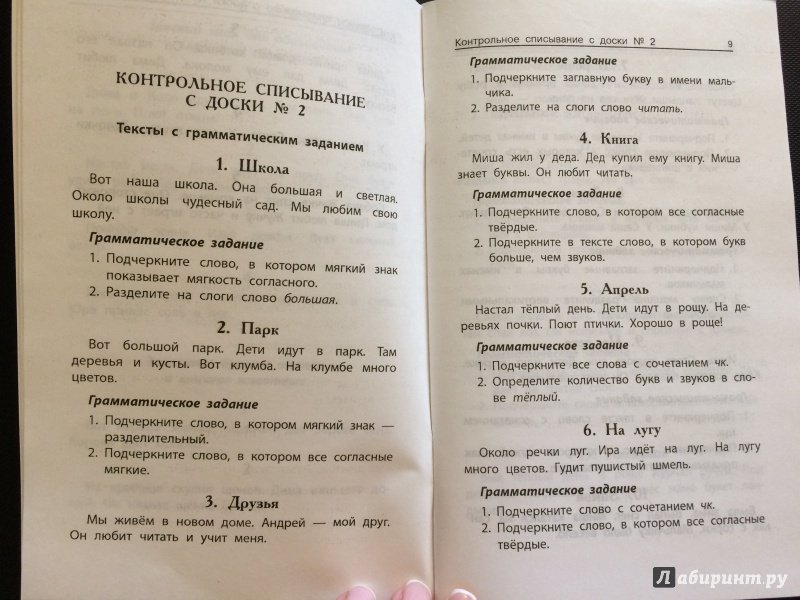 КОНТРОЛЬНОЕ СПИСЫВАНИЕ
С ДОСКИ № 2
Тексты с грамматическим заданием
1. Школа
Вот наша школа. Она большая и светлая.
Около школы чудесный сад. Мы любим свою
школу.
Грамматическое задание
1. Подчеркните слово, в котором мягкий знак
показывает мягкость согласного.
2. Разделите на слоги слово большая.
2. Парк
Вот большой парк. Дети идут в парк. Там
деревья и кусты. Вот клумба. На клумбе много
цветов.
Грамматическое задание
1. Подчеркните слово, в котором мягкий знак —
разделительный.
2. Подчеркните слово, в котором все согласные
мягкие.
3. Друзья
Мы живём в новом доме. Андрей — мой друг.
Он любит читать и учит меня.
Контрольное списывание с доски № 2 9
Грамматическое задание
1. Подчеркните заглавную букву в имени маль-
чика.
2. Разделите на слоги слово читать.
4. Книга
Миша жил у деда. Дед купил ему книгу. Миша
знает буквы. Он любит читать.
Грамматическое задание
1. Подчеркните слово, в котором все согласные
твёрдые.
2. Подчеркните в тексте слово, в котором букв
больше, чем звуков.
5. Апрель
Настал тёплый день. Дети идут в рощу. На де-
ревьях почки. Поют птички. Хорошо в роще!
Грамматическое задание
1. Подчеркните все слова с сочетанием чк.
2. Определите количество букв и звуков в сло-
ве тёплый.
6. На лугу
Около речки луг. Ира идёт на луг. На лугу
много цветов. Гудит пушистый шмель.
Грамматическое задание
1. Подчеркните слово с сочетанием чк.
2. Подчеркните слово, в котором все согласные
твёрдые.
Лабиринт.ру